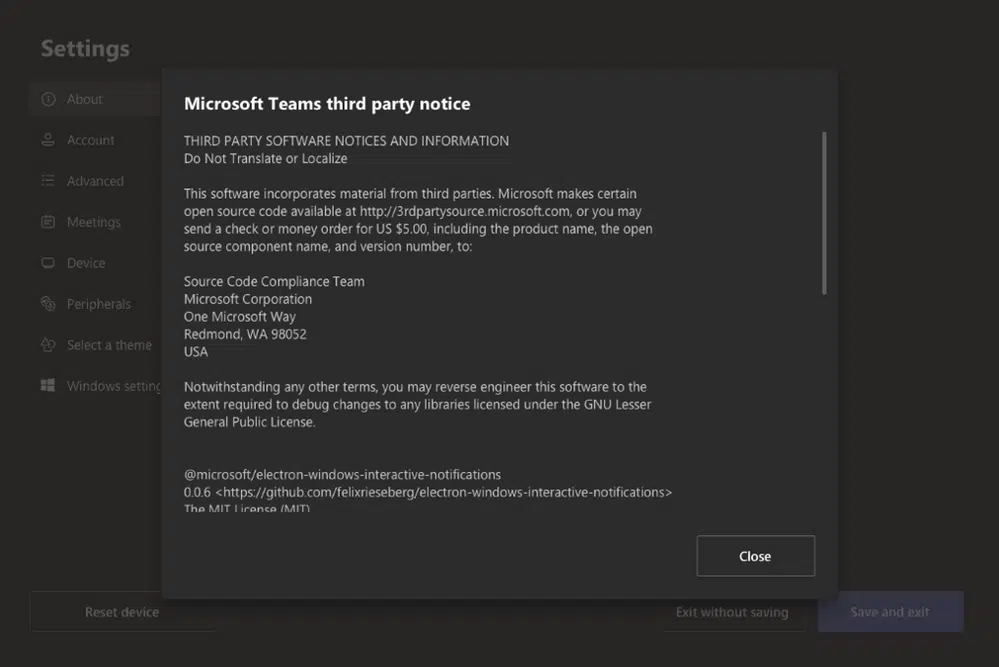 Settings
About
Account
Advanced
Meetings
Device
Peripherals
Select a theme
Windows setting
Microsoft Teams third party notice
THIRD PARTY SOFTWARE NOTICES AND INFORMATION
Do Not Translate or Localize
This software incorporates material from third parties. Microsoft makes certain
open source code available at http://3rdpartysource.microsoft.com, or you may
send a check or money order for US $5.00, including the product name, the open
source component name, and version number, to:
Source Code Compliance Team
Microsoft Corporation
One Microsoft Way
Redmond, WA 98052
USA
Notwithstanding any other terms, you may reverse engineer this software to the
extent required to debug changes to any libraries licensed under the GNU Lesser
General Public License.
@microsoft/electron-windows-interactive-notifications
0.0.6 <https://github.com/felixrieseberg/electron-windows-interactive-notifications>
The MIT License (MIT)
Close
Reset device
Exit without saving
Save and exit